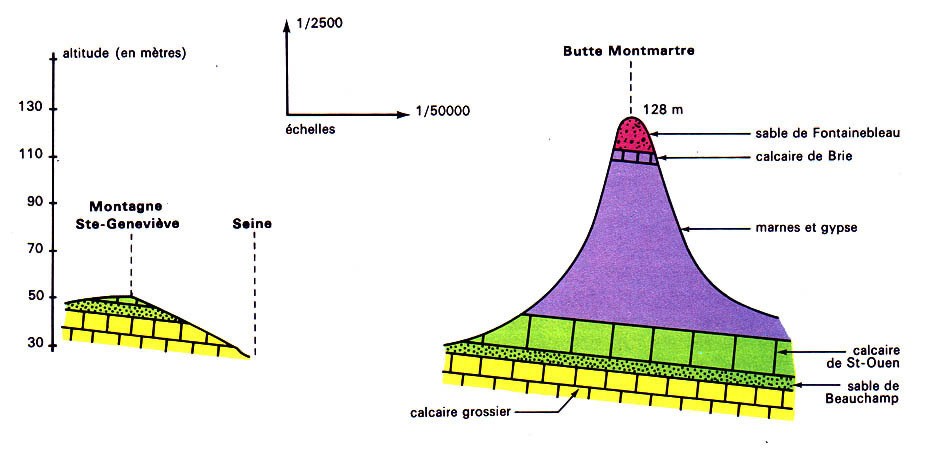 1/2500
altitude (en mètres)
130
110
90
70
50
30
1/50000
échelles
Montagne
Ste-Geneviève
Seine
Butte Montmartre
128 m
sable de Fontainebleau
calcaire de Brie
marnes et gypse
calcaire
de St-Ouen
sable de
Beauchamp
calcaire grossier